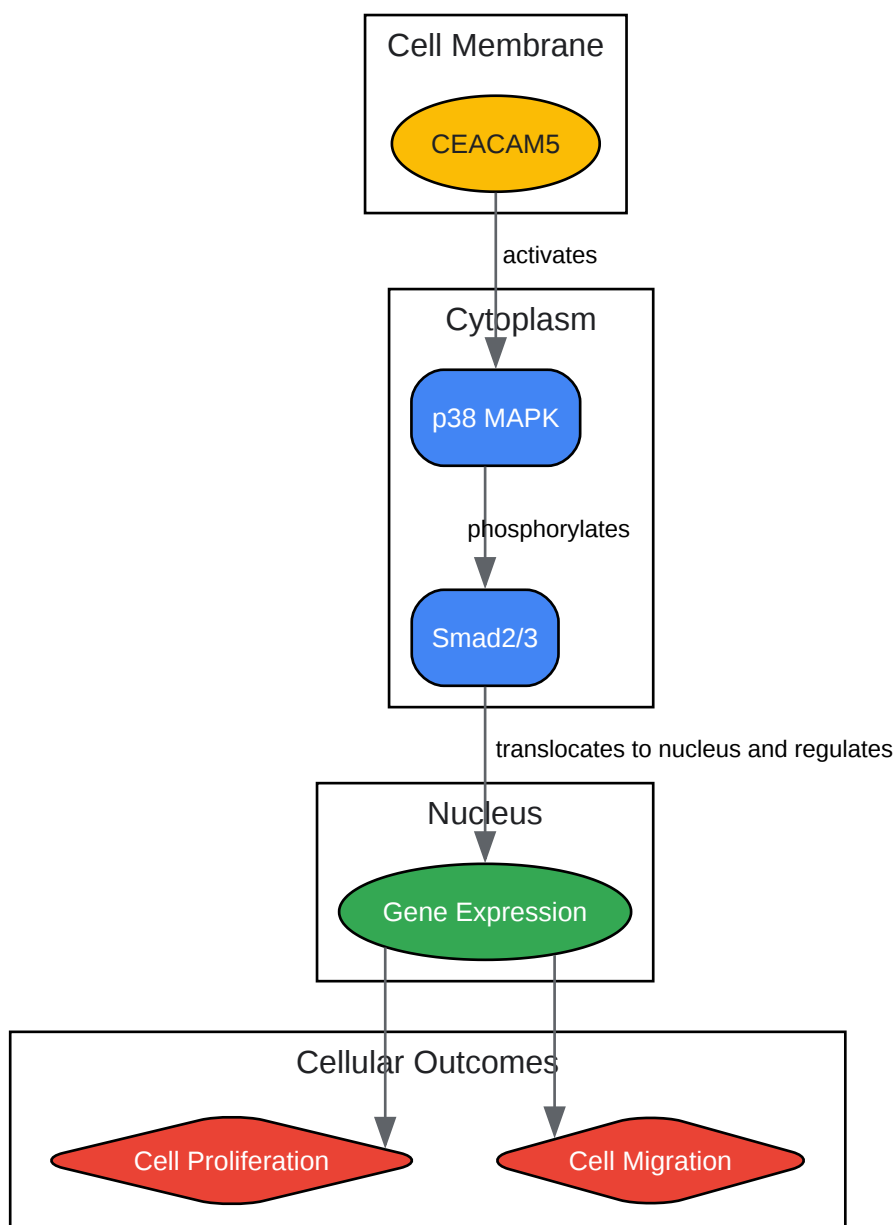 Cell Membrane
CEACAM5
activates
Cytoplasm
p38 MAPK
phosphorylates
Smad2/3
translocates to nucleus and regulates
Nucleus
Gene Expression
Cellular Outcomes
Cell Proliferation
Cell Migration